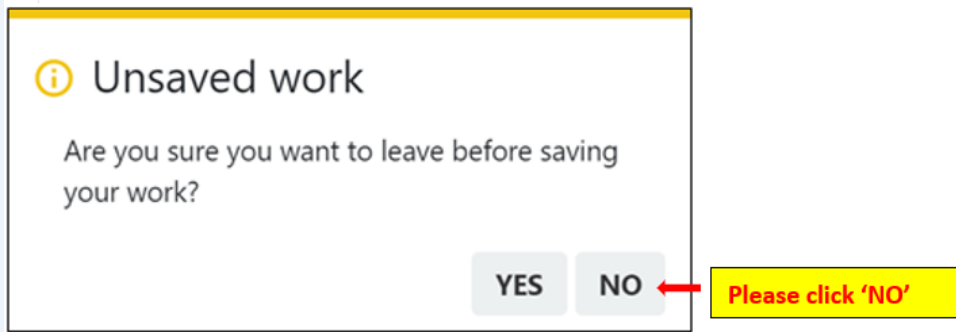 Unsaved work
Are you sure you want to leave before saving
your work?
YES NO
Please click ‘NO’